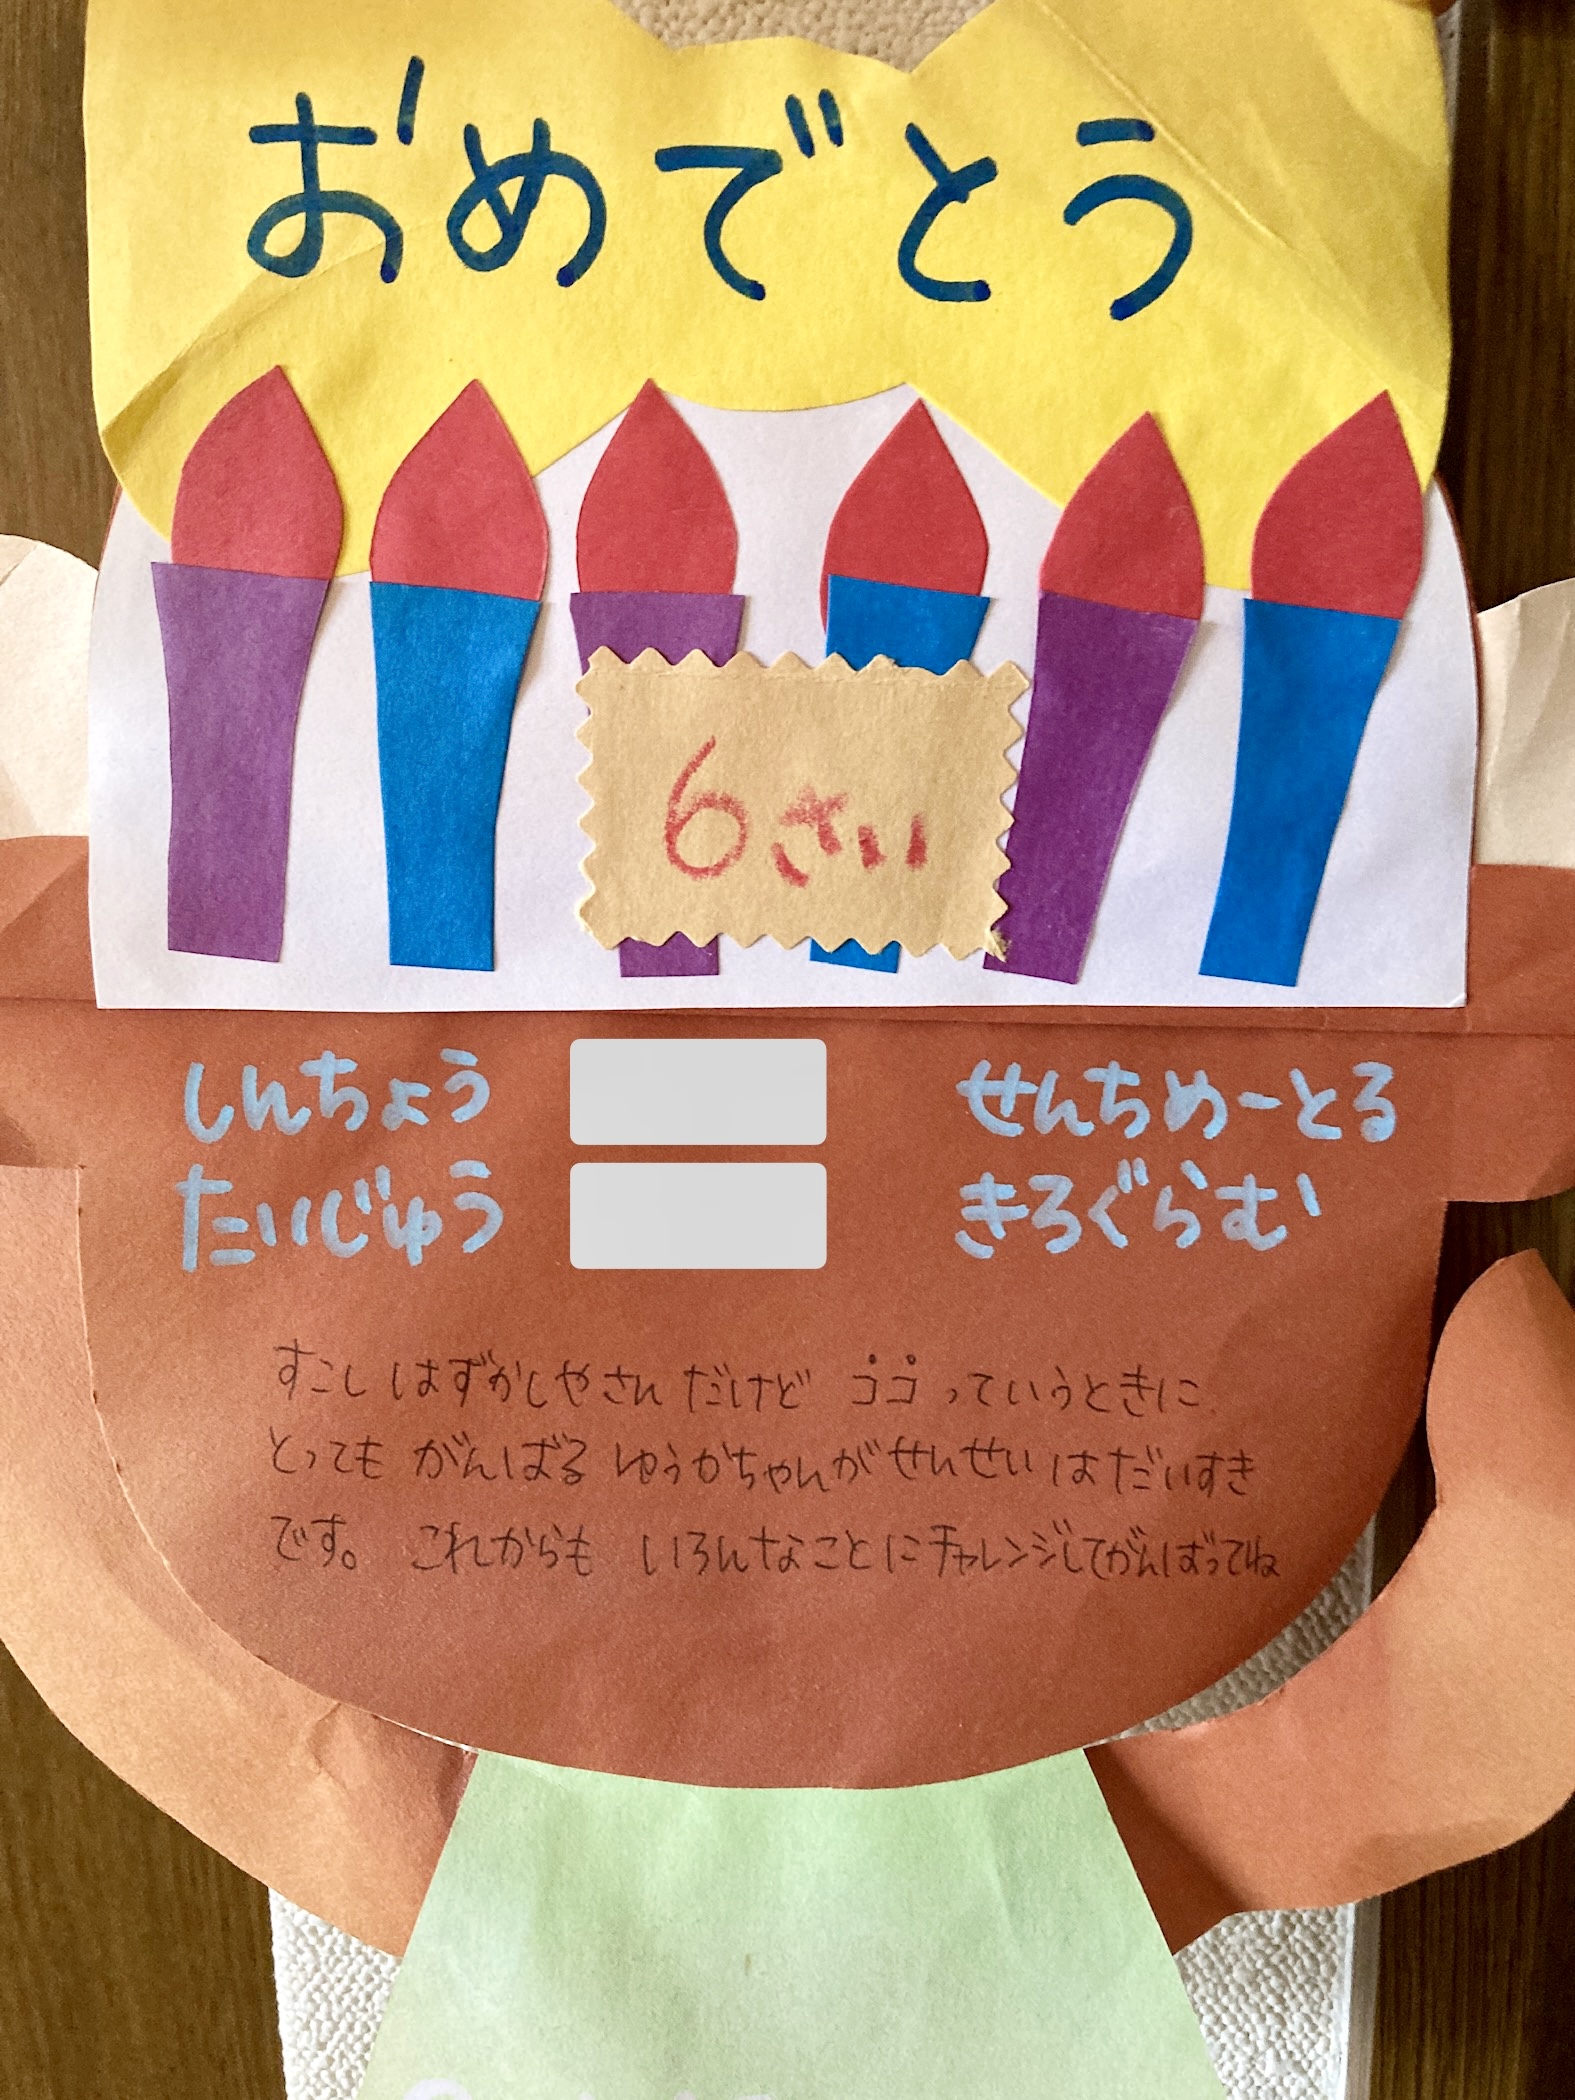 おめでとう
6さい
しんちょう せんちめーとる
たいじゅう きろぐらむ
すこし はずかしやさん だけど ゴゴ゚っていうときに
とっても がんばる ゆうかちゃんが せんせい は だいすき
です。 これからも いろんなことにチャレンジしてがんばってね